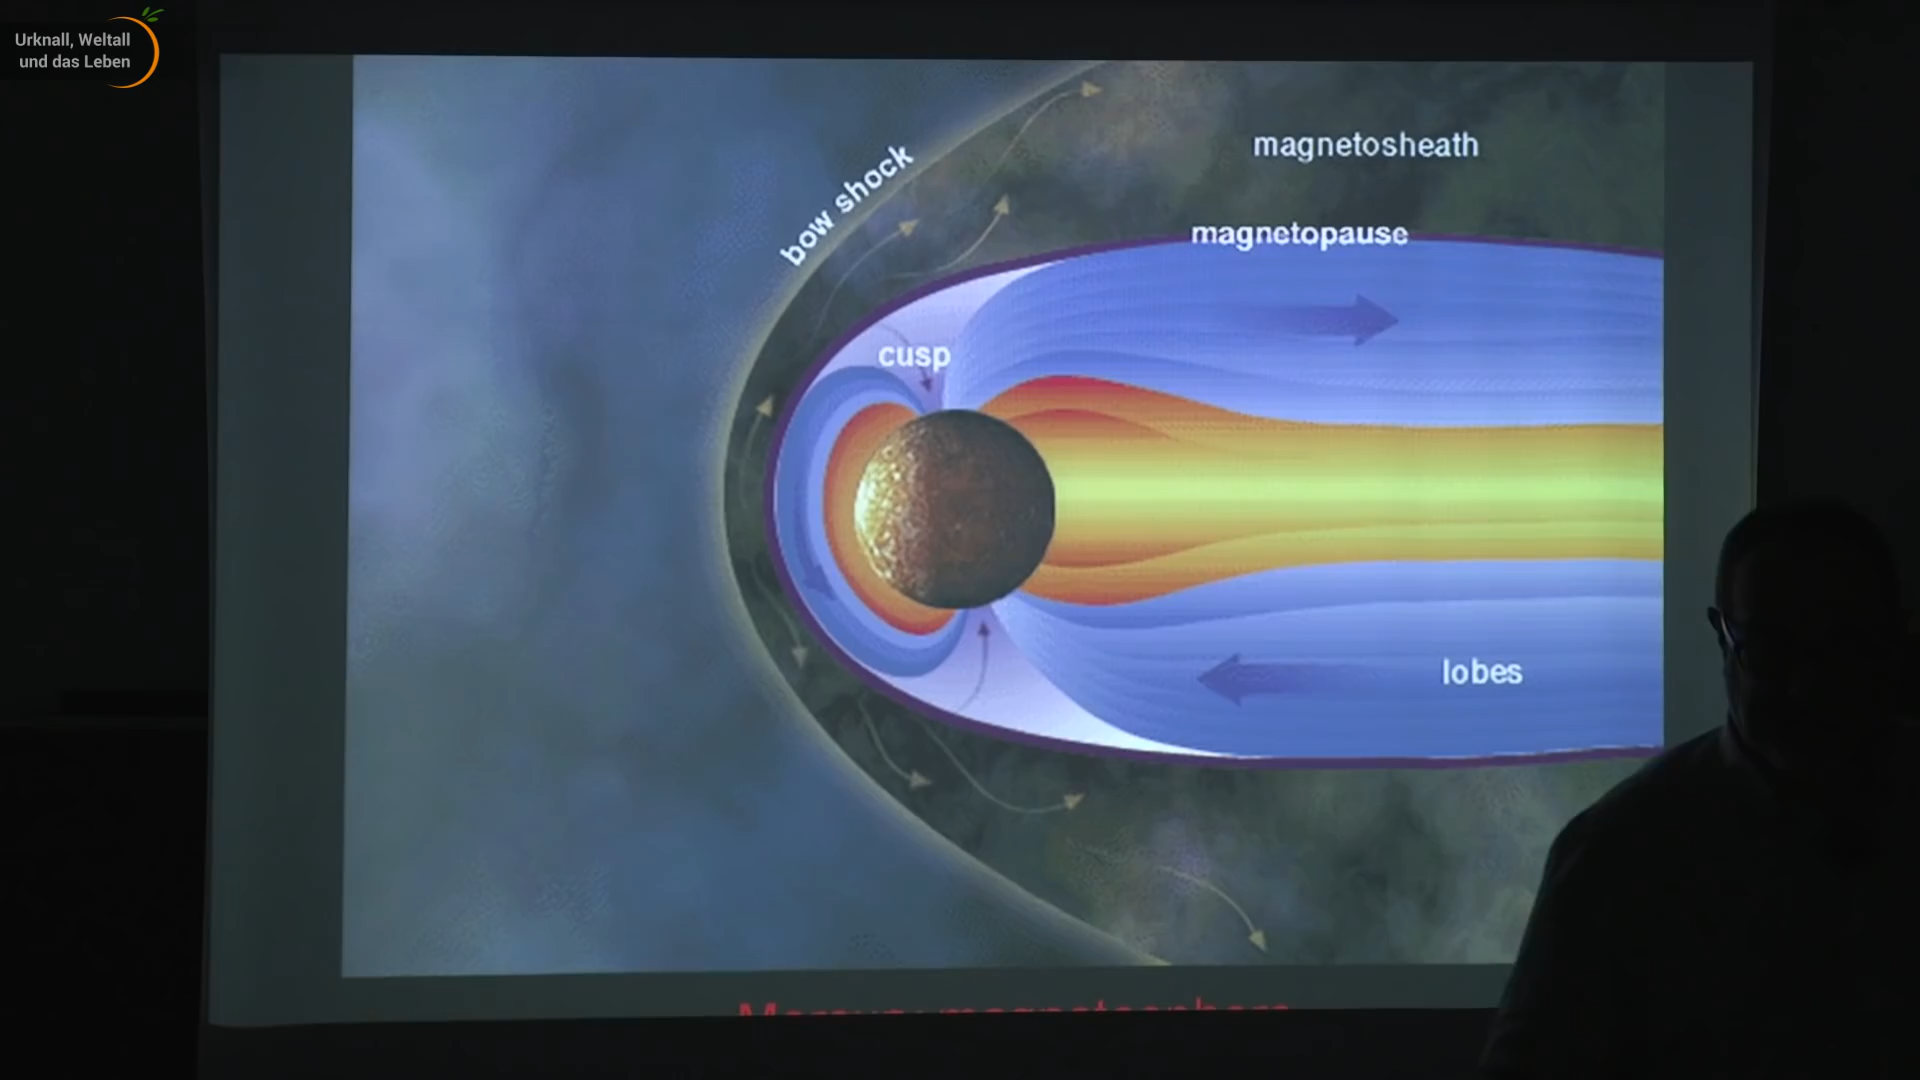 Urknall, Weltall
und das Leben
bow shock
magnetosheath
magnetopause
cusp
lobes